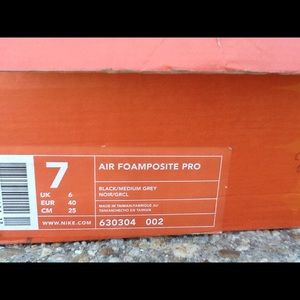 7
UK 6
EUR 40
CM 25
WWW.NIKE.COM
AIR FOAMPOSITE PRO
BLACK/MEDIUM GREY
NOIR/GRCL
MADE IN TAIWAN/FABRIQUE AU
TAIWAN/HECHO EN TAIWAN
630304 002